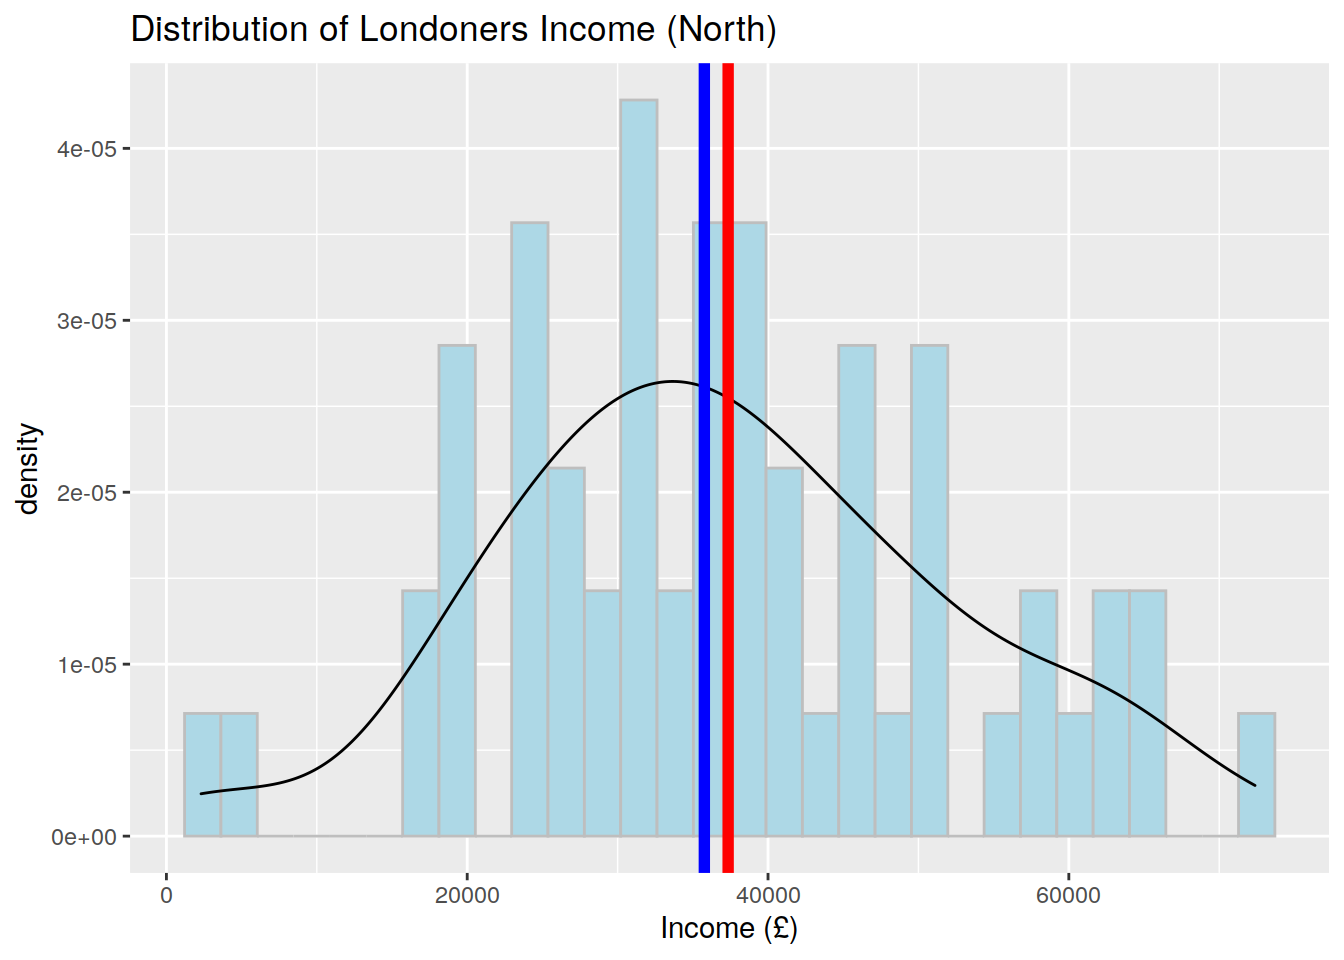 Distribution of Londoners Income (North)
density
4e-05
3e-05
2e-05
1e-05
0e+00
0 20000 40000 60000
Income (£)